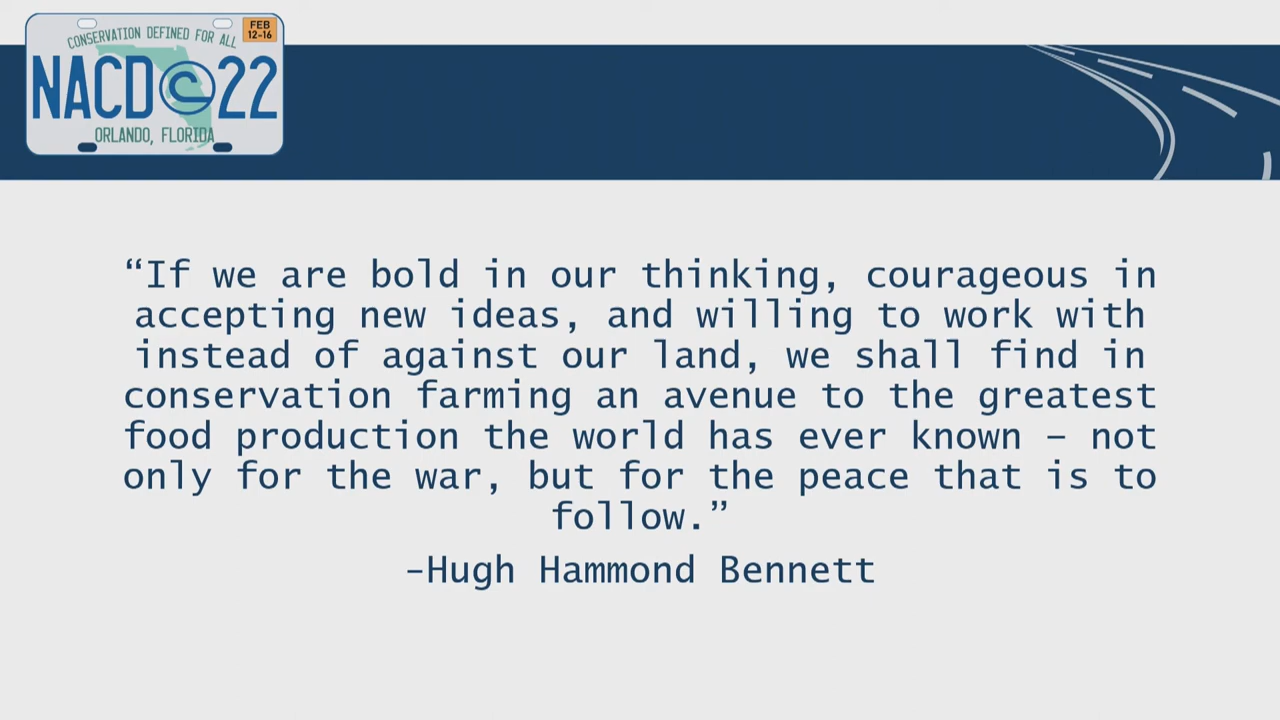 CONSERVATION DEFINED FOR ALL
FEB
12-16
NACD 22
ORLANDO, FLORIDA
“If we are bold in our thinking, courageous in
accepting new ideas, and willing to work with
instead of against our land, we shall find in
conservation farming an avenue to the greatest
food production the world has ever known – not
only for the war, but for the peace that is to
follow.”
–Hugh Hammond Bennett